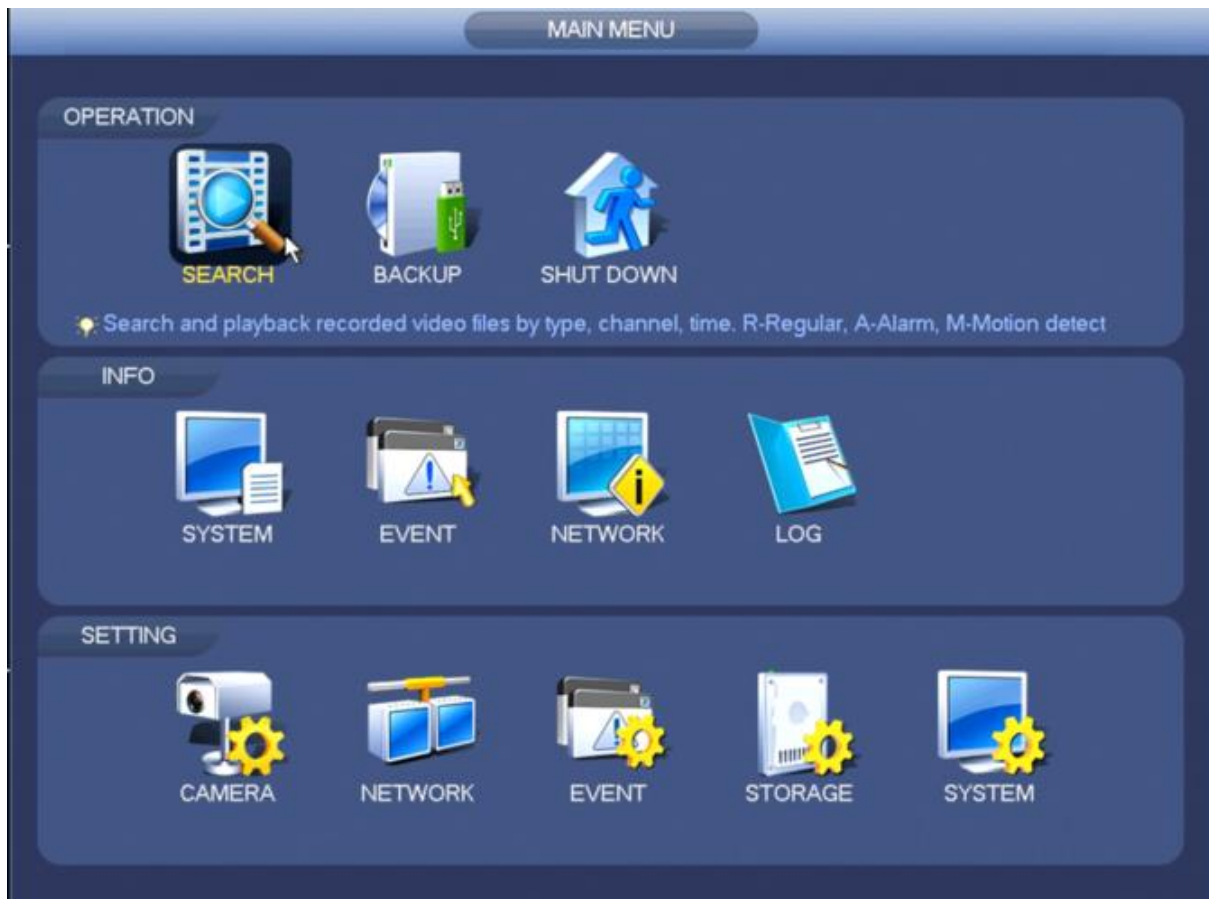 MAIN MENU
OPERATION
SEARCH BACKUP SHUT DOWN
Search and playback recorded video files by type, channel, time. R-Regular, A-Alarm, M-Motion detect
INFO
SYSTEM EVENT NETWORK LOG
SETTING
CAMERA NETWORK EVENT STORAGE SYSTEM